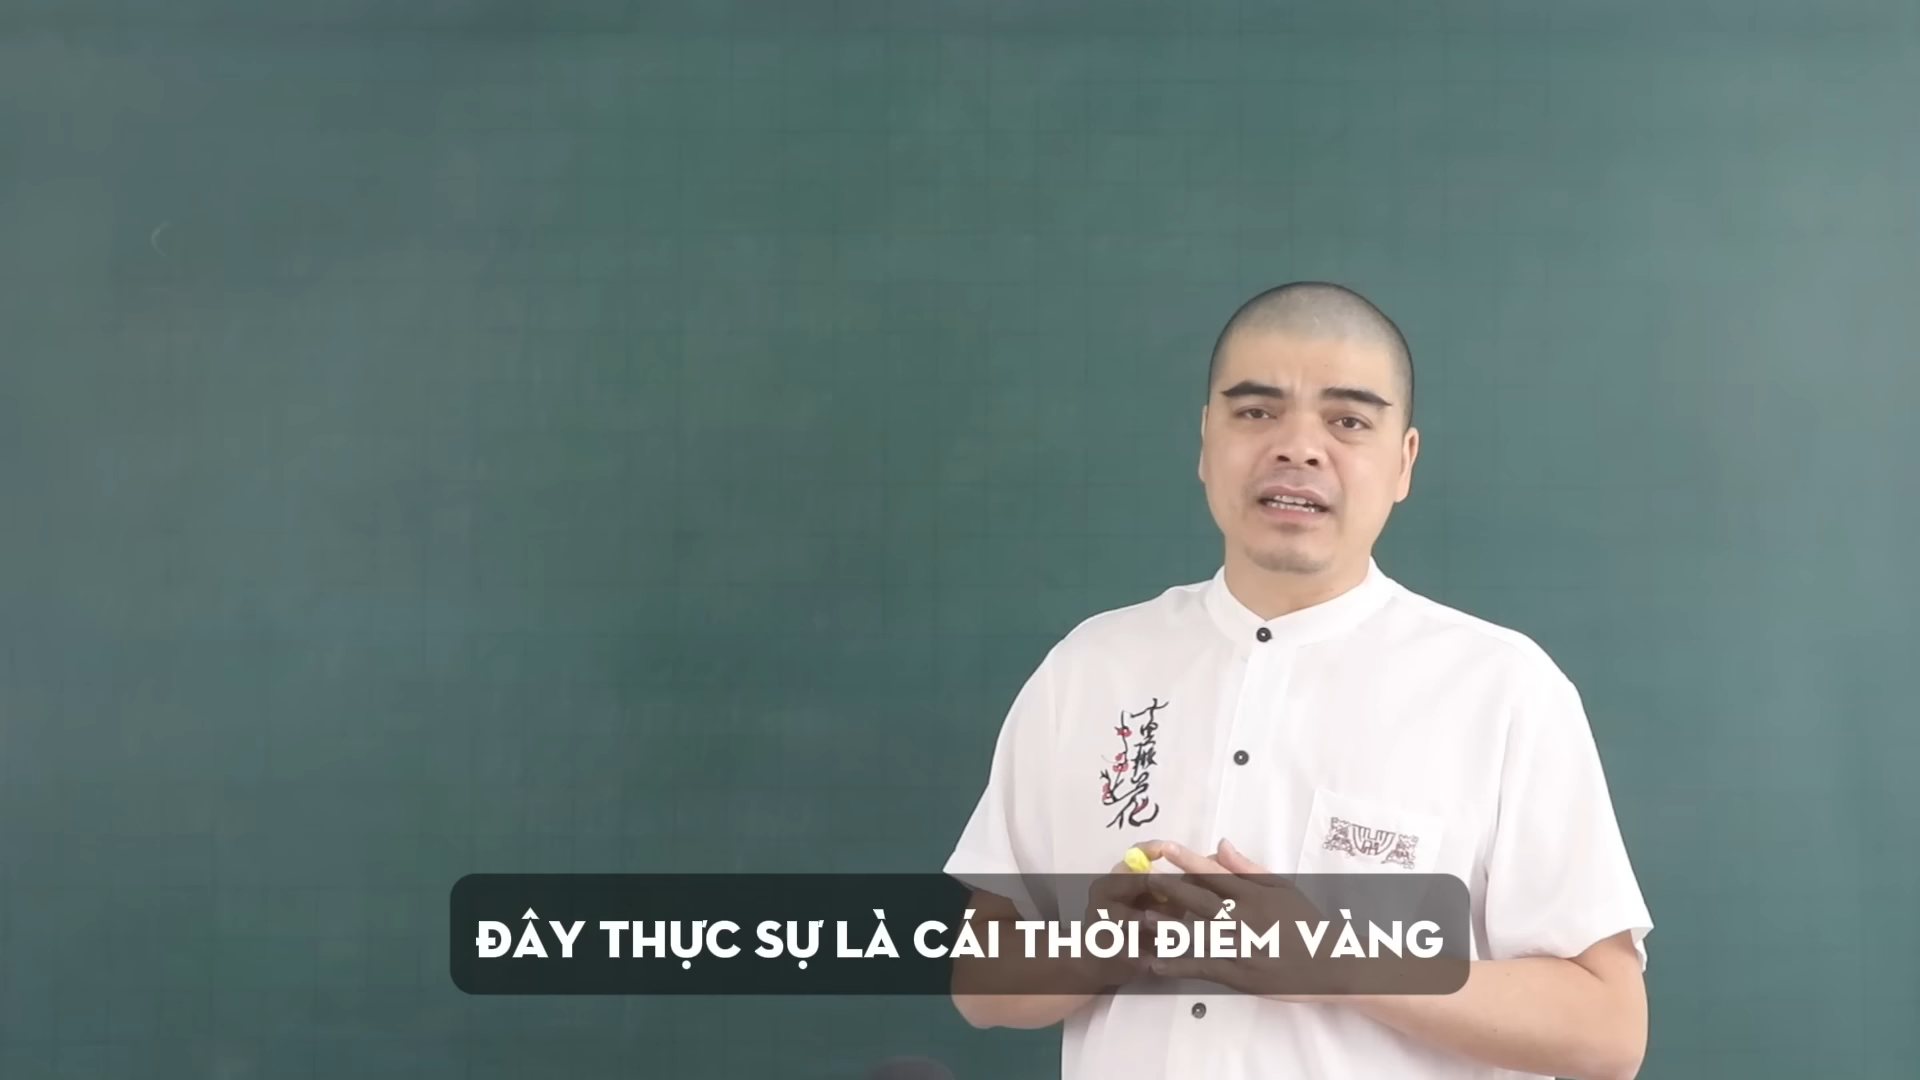 ĐÂY THỰC SỰ LÀ CÁI THỜI ĐIỂM VÀNG